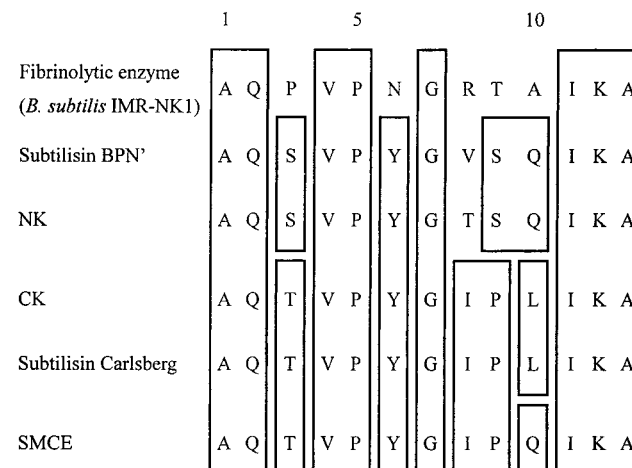 1 5 10
Fibrinolytic enzyme
(B. subtilis IMR-NK1) A Q P V P N G R T A I K A
Subtilisin BPN' A Q S V P Y G V S Q I K A
NK A Q S V P Y G T S Q I K A
CK A Q T V P Y G I P L I K A
Subtilisin Carlsberg A Q T V P Y G I P L I K A
SMCE A Q T V P Y G I P Q I K A